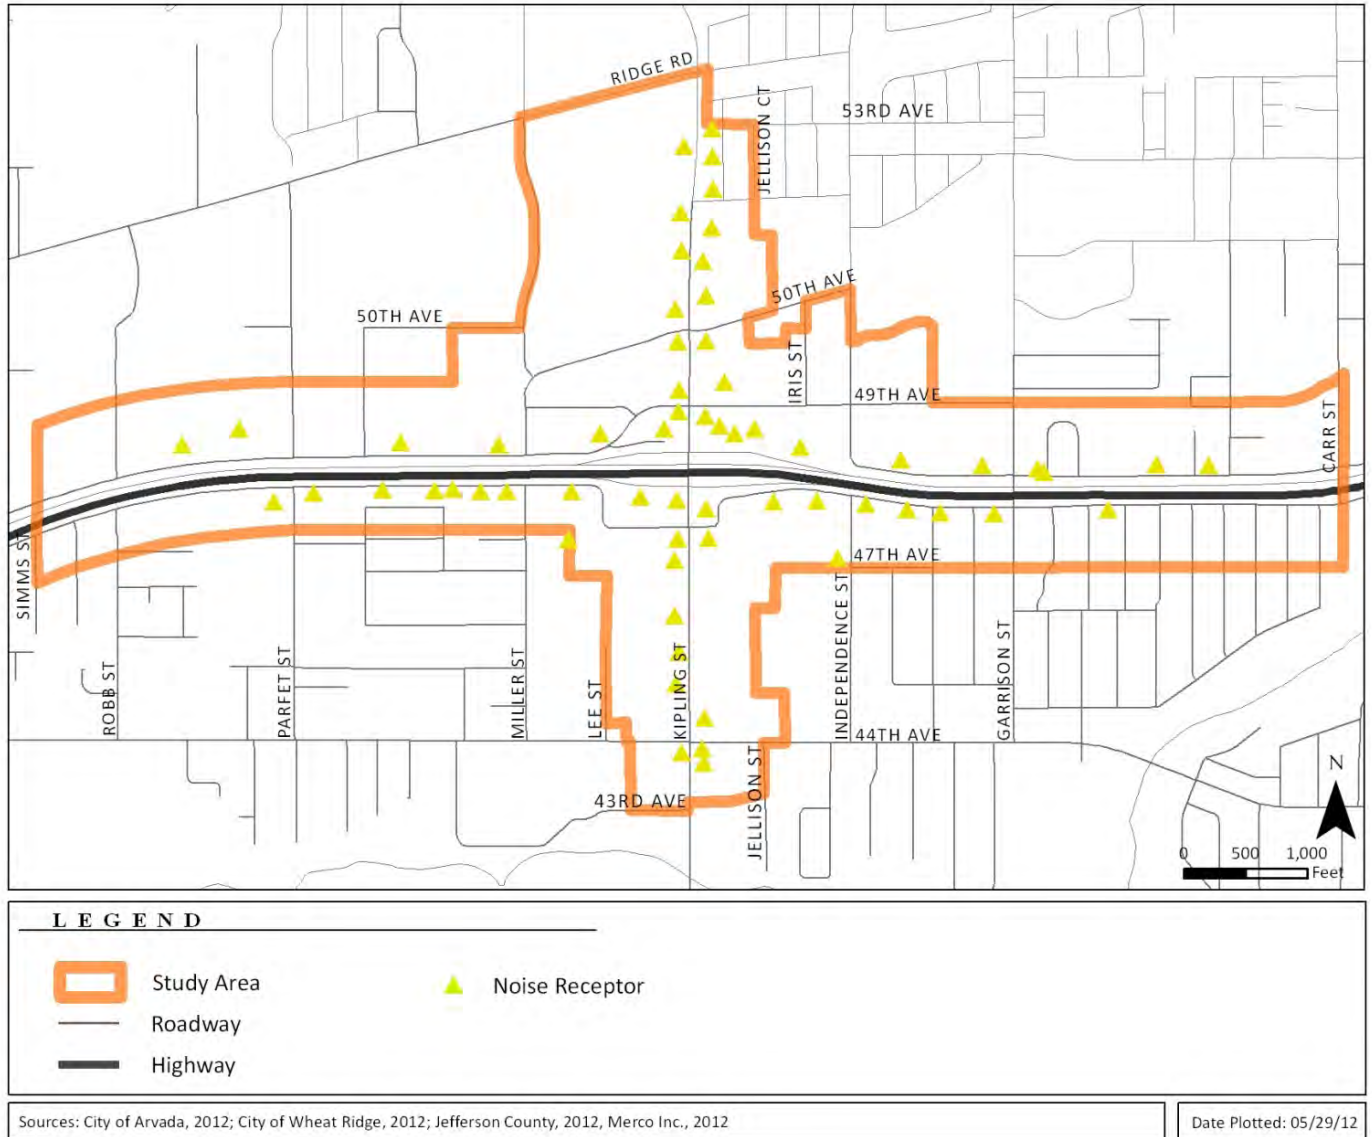 RIDGE RD
JELLISON CT
53RD AVE
50TH AVE
50TH AVE
IRIS ST
49TH AVE
CARR ST
SIMMS ST
47TH AVE
ROBB ST
PARFET ST
MILLER ST
LEE ST
KIPLING ST
INDEPENDENCE ST
GARRISON ST
44TH AVE
43RD AVE
JELLISON ST
N
0 500 1,000
Feet
LEGEND
Study Area
Noise Receptor
Roadway
Highway
Sources: City of Arvada, 2012; City of Wheat Ridge, 2012; Jefferson County, 2012, Merco Inc., 2012
Date Plotted: 05/29/12